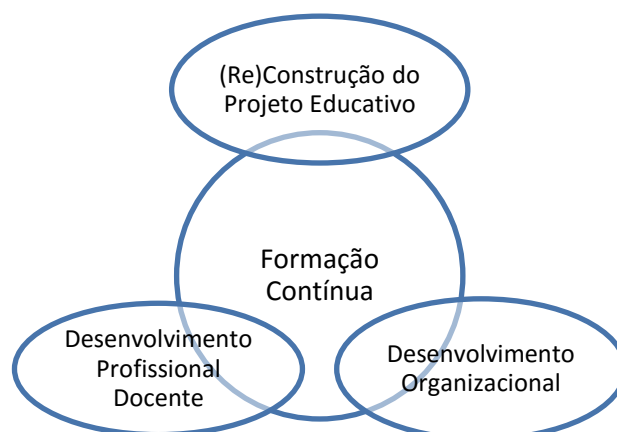 (Re)Construção do
Projeto Educativo
Formação
Contínua
Desenvolvimento
Profissional
Docente
Desenvolvimento
Organizacional